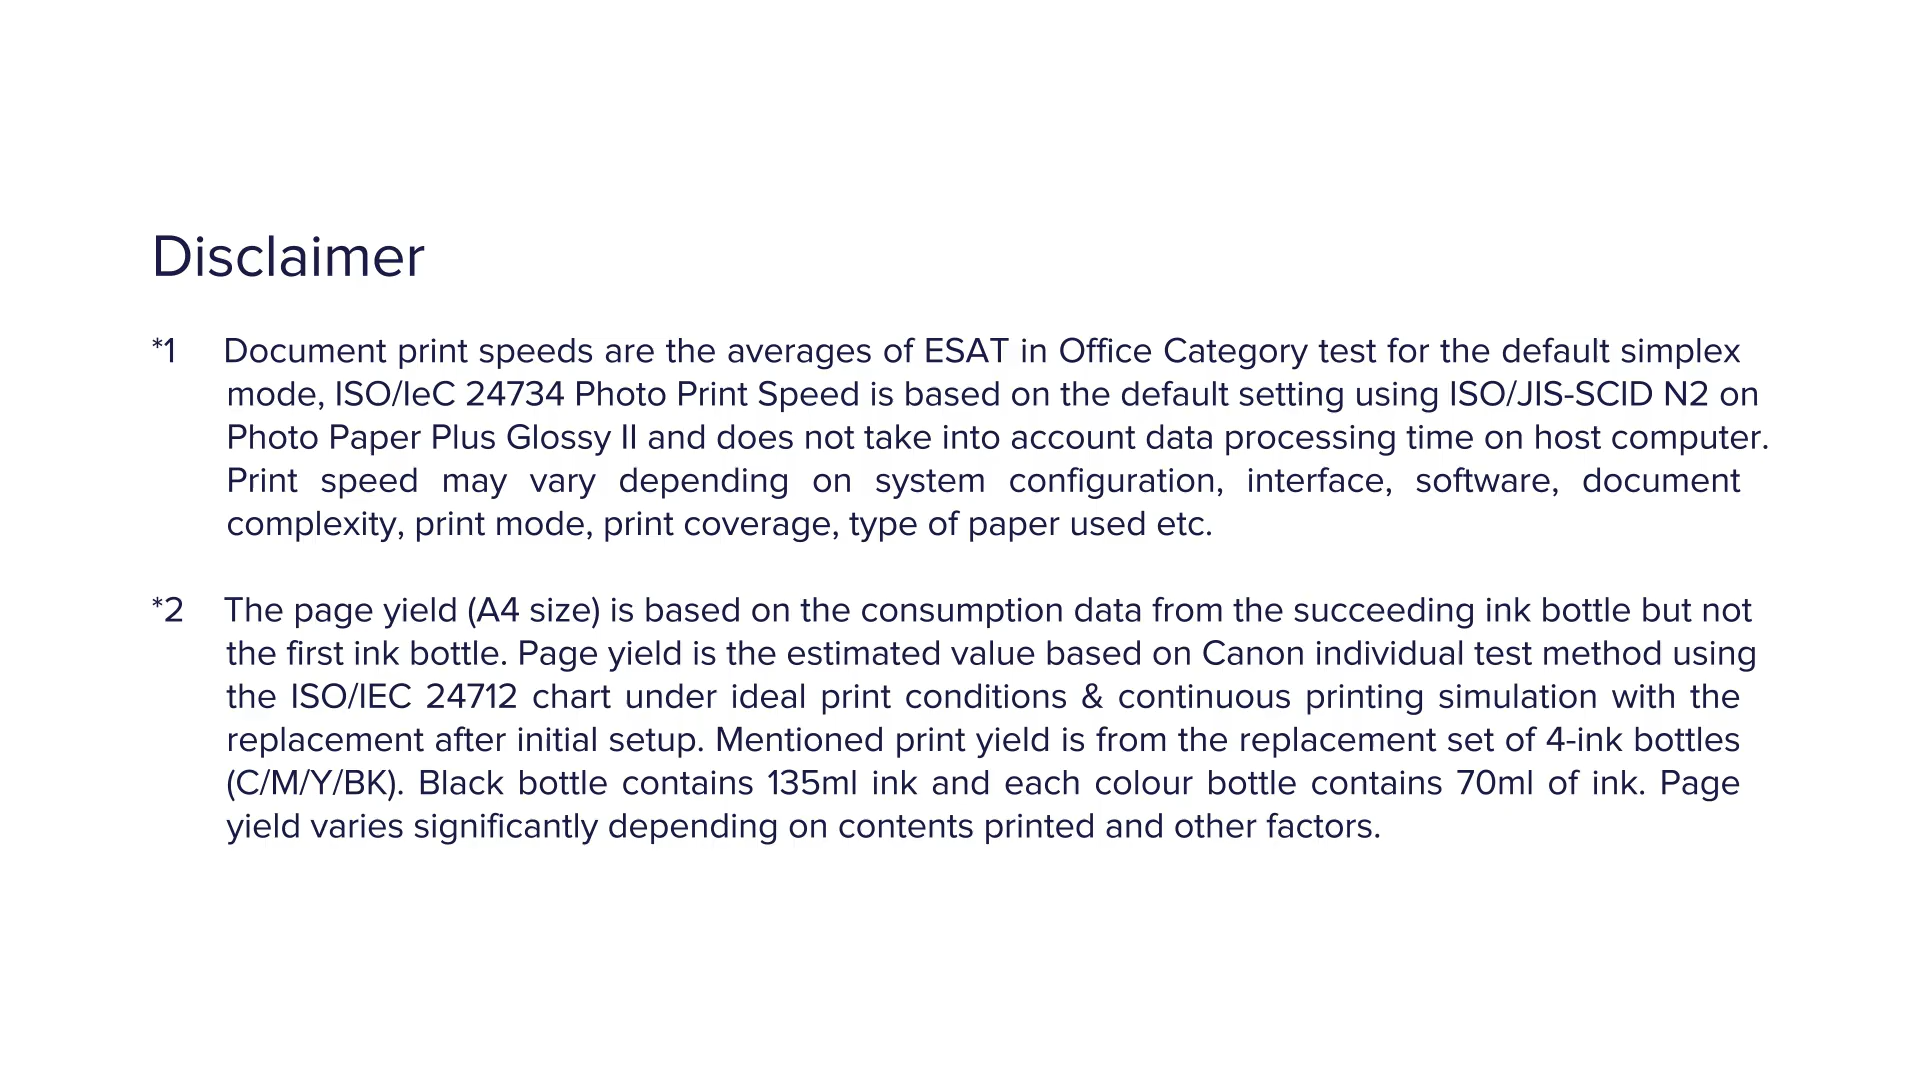 Disclaimer
*1 Document print speeds are the averages of ESAT in Office Category test for the default simplex
mode, ISO/IeC 24734 Photo Print Speed is based on the default setting using ISO/JIS-SCID N2 on
Photo Paper Plus Glossy II and does not take into account data processing time on host computer.
Print speed may vary depending on system configuration, interface, software, document
complexity, print mode, print coverage, type of paper used etc.
*2 The page yield (A4 size) is based on the consumption data from the succeeding ink bottle but not
the first ink bottle. Page yield is the estimated value based on Canon individual test method using
the ISO/IEC 24712 chart under ideal print conditions & continuous printing simulation with the
replacement after initial setup. Mentioned print yield is from the replacement set of 4-ink bottles
(C/M/Y/BK). Black bottle contains 135ml ink and each colour bottle contains 70ml of ink. Page
yield varies significantly depending on contents printed and other factors.